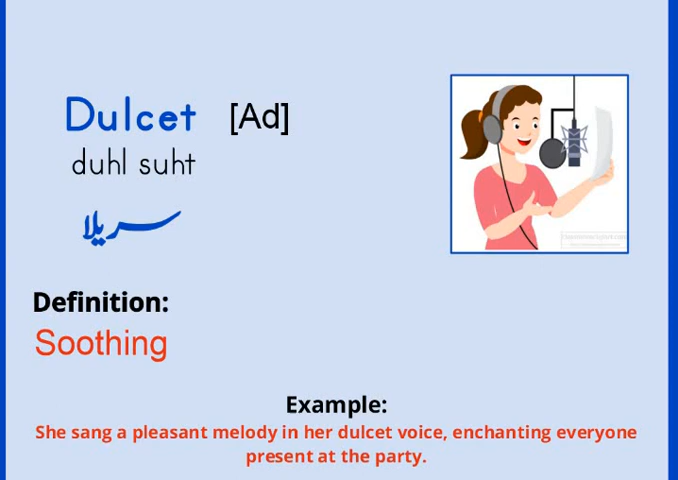 Dulcet [Ad]
duhl suht
سریلا
Definition:
Soothing
Example:
She sang a pleasant melody in her dulcet voice, enchanting everyone
present at the party.